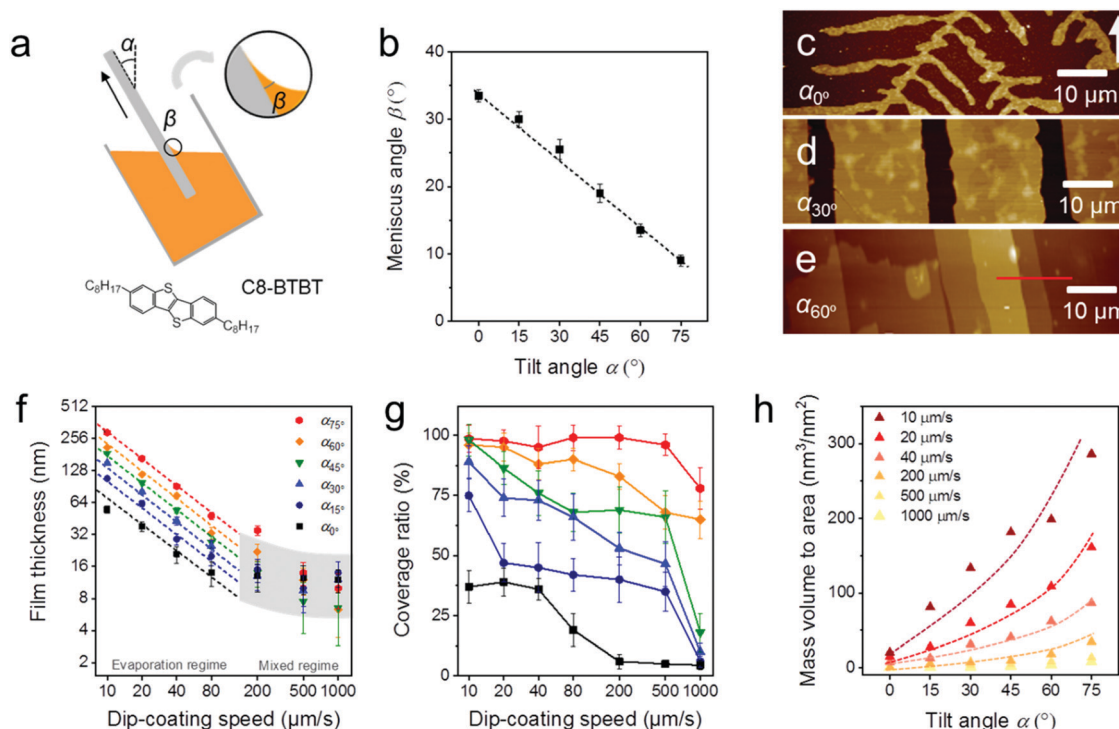 a
α
β
β
C₈H₁₇
C8-BTBT
C₈H₁₇
S
S
b
Meniscus angle β (°)
40
30
20
10
0
0 15 30 45 60 75
Tilt angle α (°)
c
α0°
10 μm
d
α30°
10 μm
e
α60°
10 μm
f
Film thickness (nm)
512
256
128
64
32
16
8
4
2
α75°
α60°
α45°
α30°
α15°
α0°
Evaporation regime
Mixed regime
10 20 40 80 200 500 1000
Dip-coating speed (μm/s)
g
Coverage ratio (%)
100
75
50
25
0
10 20 40 80 200 500 1000
Dip-coating speed (μm/s)
h
Mass volume to area (nm³/nm²)
300
200
100
0
10 μm/s
20 μm/s
40 μm/s
200 μm/s
500 μm/s
1000 μm/s
0 15 30 45 60 75
Tilt angle α (°)